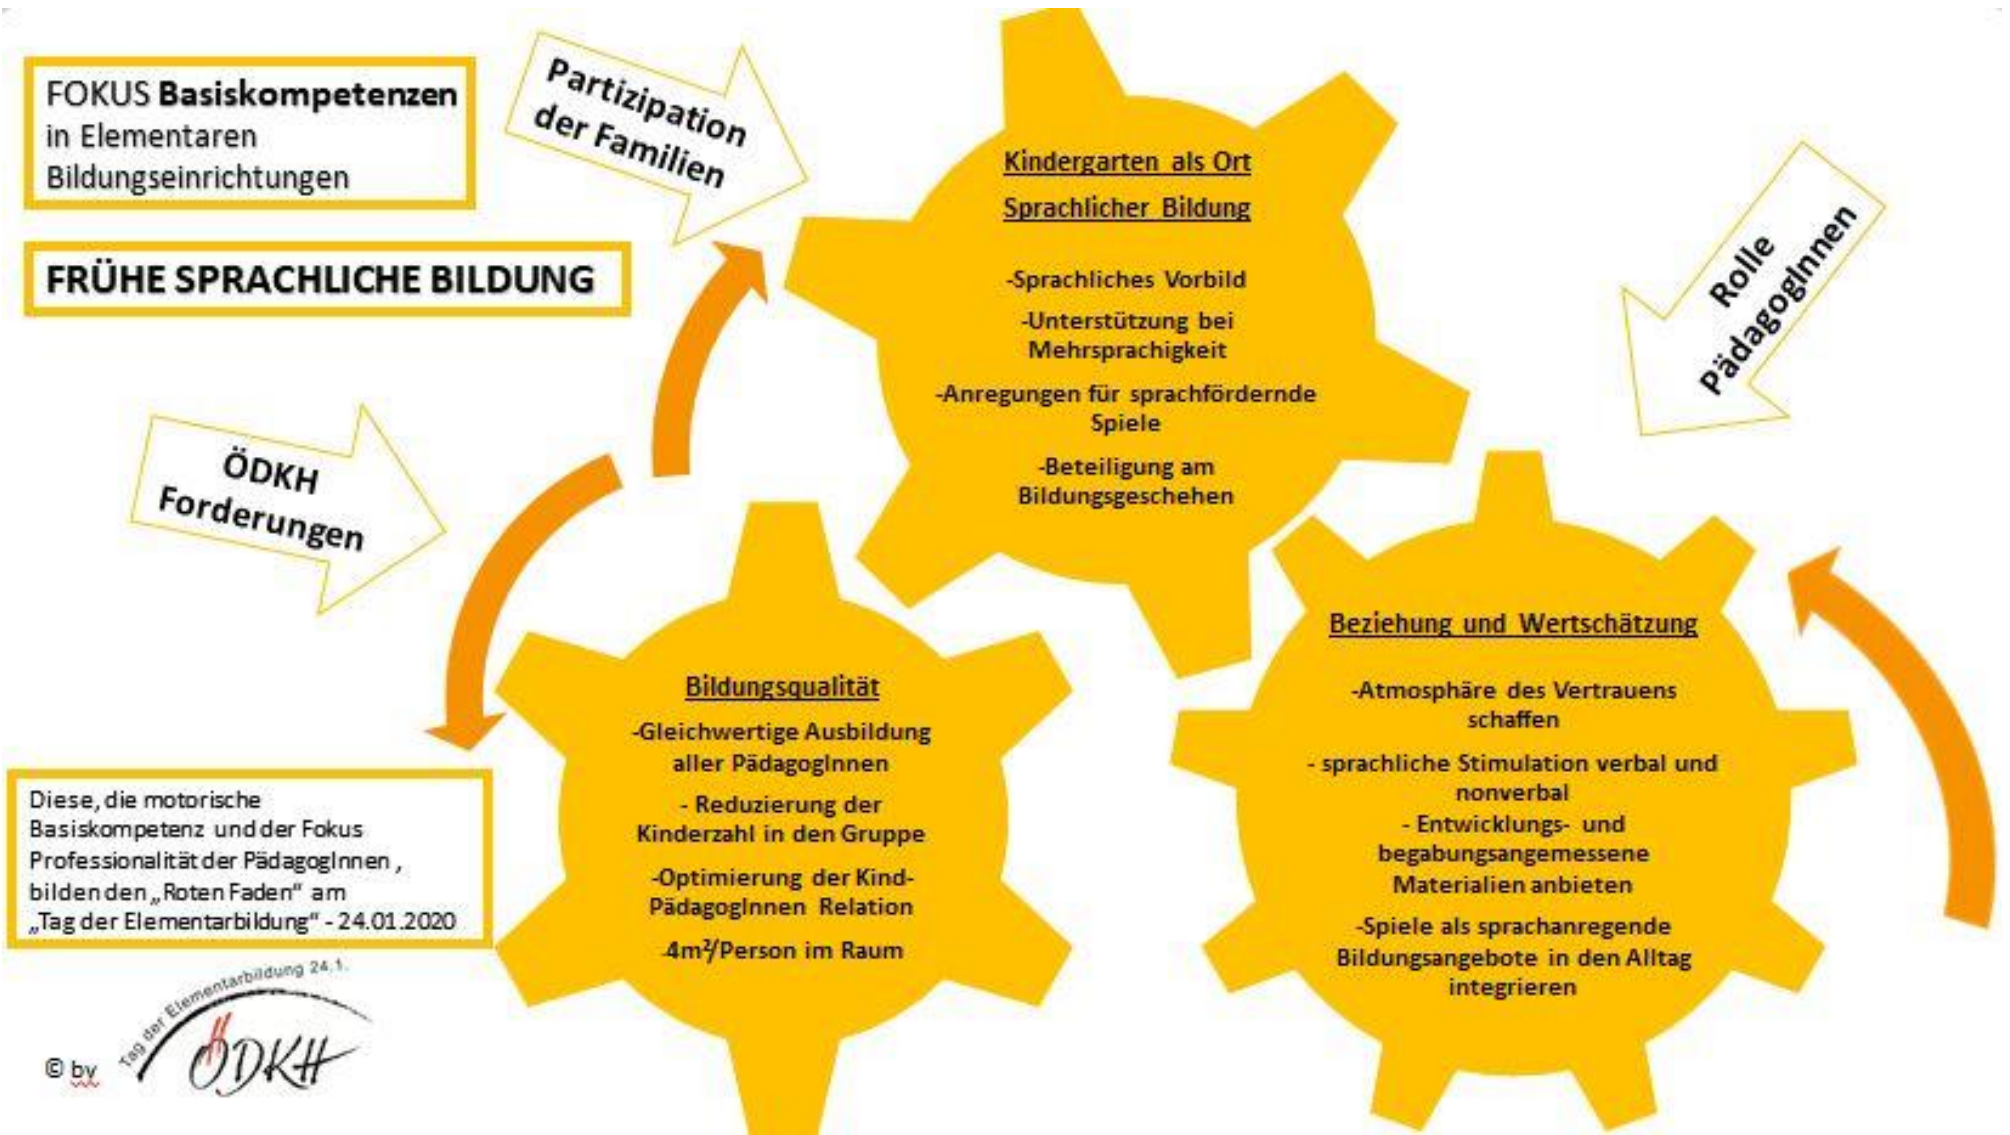 FOKUS Basiskompetenzen
in Elementaren
Bildungseinrichtungen
FRÜHE SPRACHLICHE BILDUNG
Partizipation
der Familien
Kindergarten als Ort
Sprachlicher Bildung
-Sprachliches Vorbild
-Unterstützung bei
Mehrsprachigkeit
-Anregungen für sprachfördernde
Spiele
-Beteiligung am
Bildungsgeschehen
Rolle
PädagogInnen
ÖDKH
Forderungen
Bildungsqualität
-Gleichwertige Ausbildung
aller PädagogInnen
- Reduzierung der
Kinderzahl in den Gruppe
-Optimierung der Kind-
PädagogInnen Relation
-4m²/Person im Raum
Beziehung und Wertschätzung
-Atmosphäre des Vertrauens
schaffen
- sprachliche Stimulation verbal und
nonverbal
- Entwicklungs- und
begabungsangemessene
Materialien anbieten
-Spiele als sprachanregende
Bildungsangebote in den Alltag
integrieren
Diese, die motorische
Basiskompetenz und der Fokus
Professionalität der PädagogInnen ,
bilden den „Roten Faden" am
„Tag der Elementarbildung" - 24.01.2020
© by
Tag der Elementarbildung 24.1.
ÖDKH